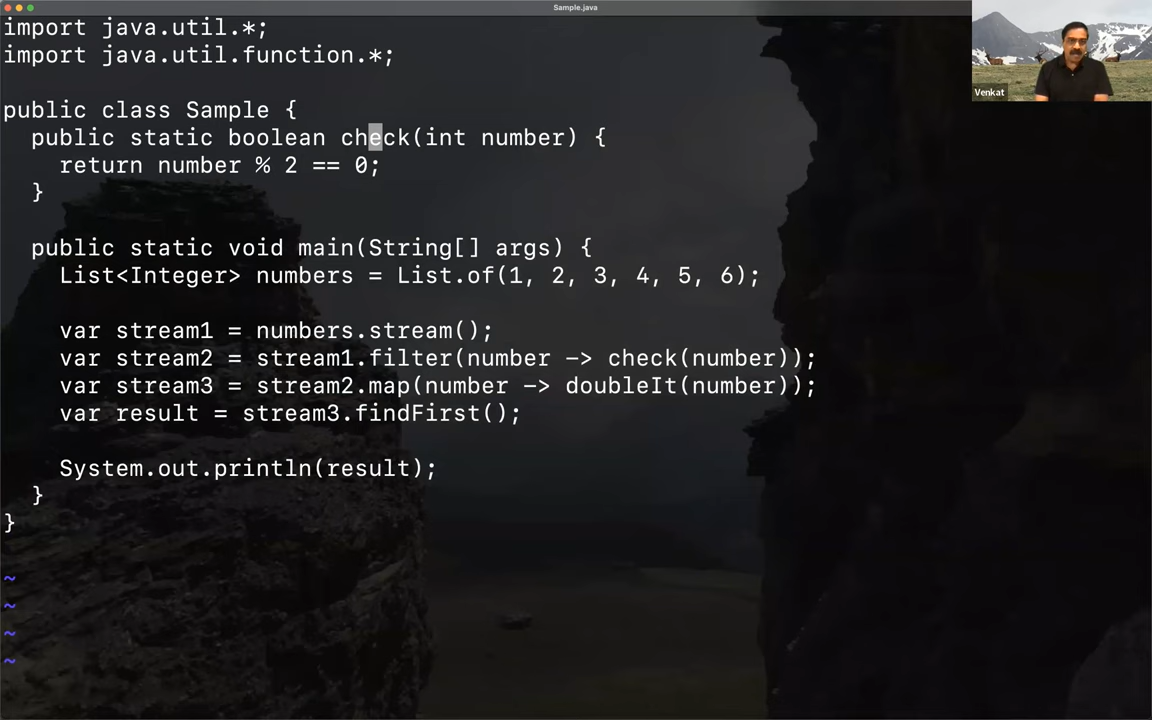 Sample.java
import java.util.*;
import java.util.function.*;
Venkat
public class Sample {
public static boolean check(int number) {
return number % 2 == 0;
}
public static void main(String[] args) {
List<Integer> numbers = List.of(1, 2, 3, 4, 5, 6);
var stream1 = numbers.stream();
var stream2 = stream1.filter(number -> check(number));
var stream3 = stream2.map(number -> doubleIt(number));
var result = stream3.findFirst();
System.out.println(result);
}
}
~
~
~
~